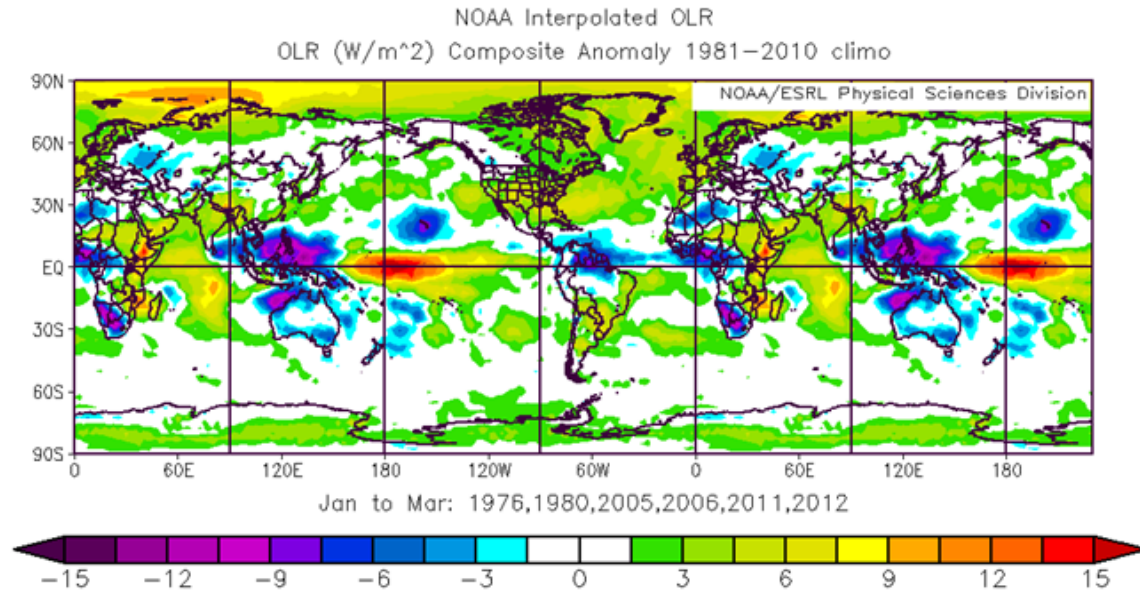 NOAA Interpolated OLR
OLR (W/m^2) Composite Anomaly 1981-2010 climo
NOAA/ESRL Physical Sciences Division
90N
60N
30N
EQ
30S
60S
90S
0 60E 120E 180 120W 60W 0 60E 120E 180
Jan to Mar: 1976,1980,2005,2006,2011,2012
-15 -12 -9 -6 -3 0 3 6 9 12 15